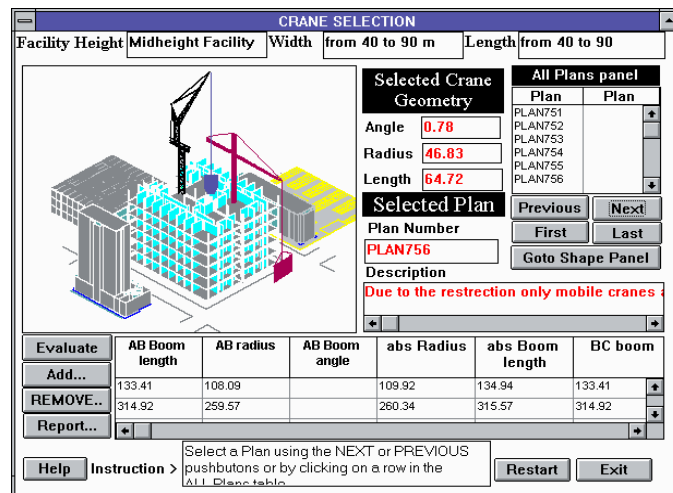 CRANE SELECTION
Facility Height Midheight Facility Width from 40 to 90 m Length from 40 to 90
Selected Crane
Geometry
Angle 0.78
Radius 46.83
Length 64.72
Selected Plan
Plan Number
PLAN756
Description
Due to the restrection only mobile cranes a
All Plans panel
Plan Plan
PLAN751
PLAN752
PLAN753
PLAN754
PLAN755
PLAN756
Previous Next
First Last
Goto Shape Panel
Evaluate
Add...
REMOVE..
Report...
AB Boom length AB radius AB Boom angle abs Radius abs Boom length BC boom
133.41 108.09 109.92 134.94 133.41
314.92 259.57 260.34 315.57 314.92
Help Instruction >
Select a Plan using the NEXT or PREVIOUS
pushbutons or by clicking on a row in the
ALL Plans table
Restart Exit